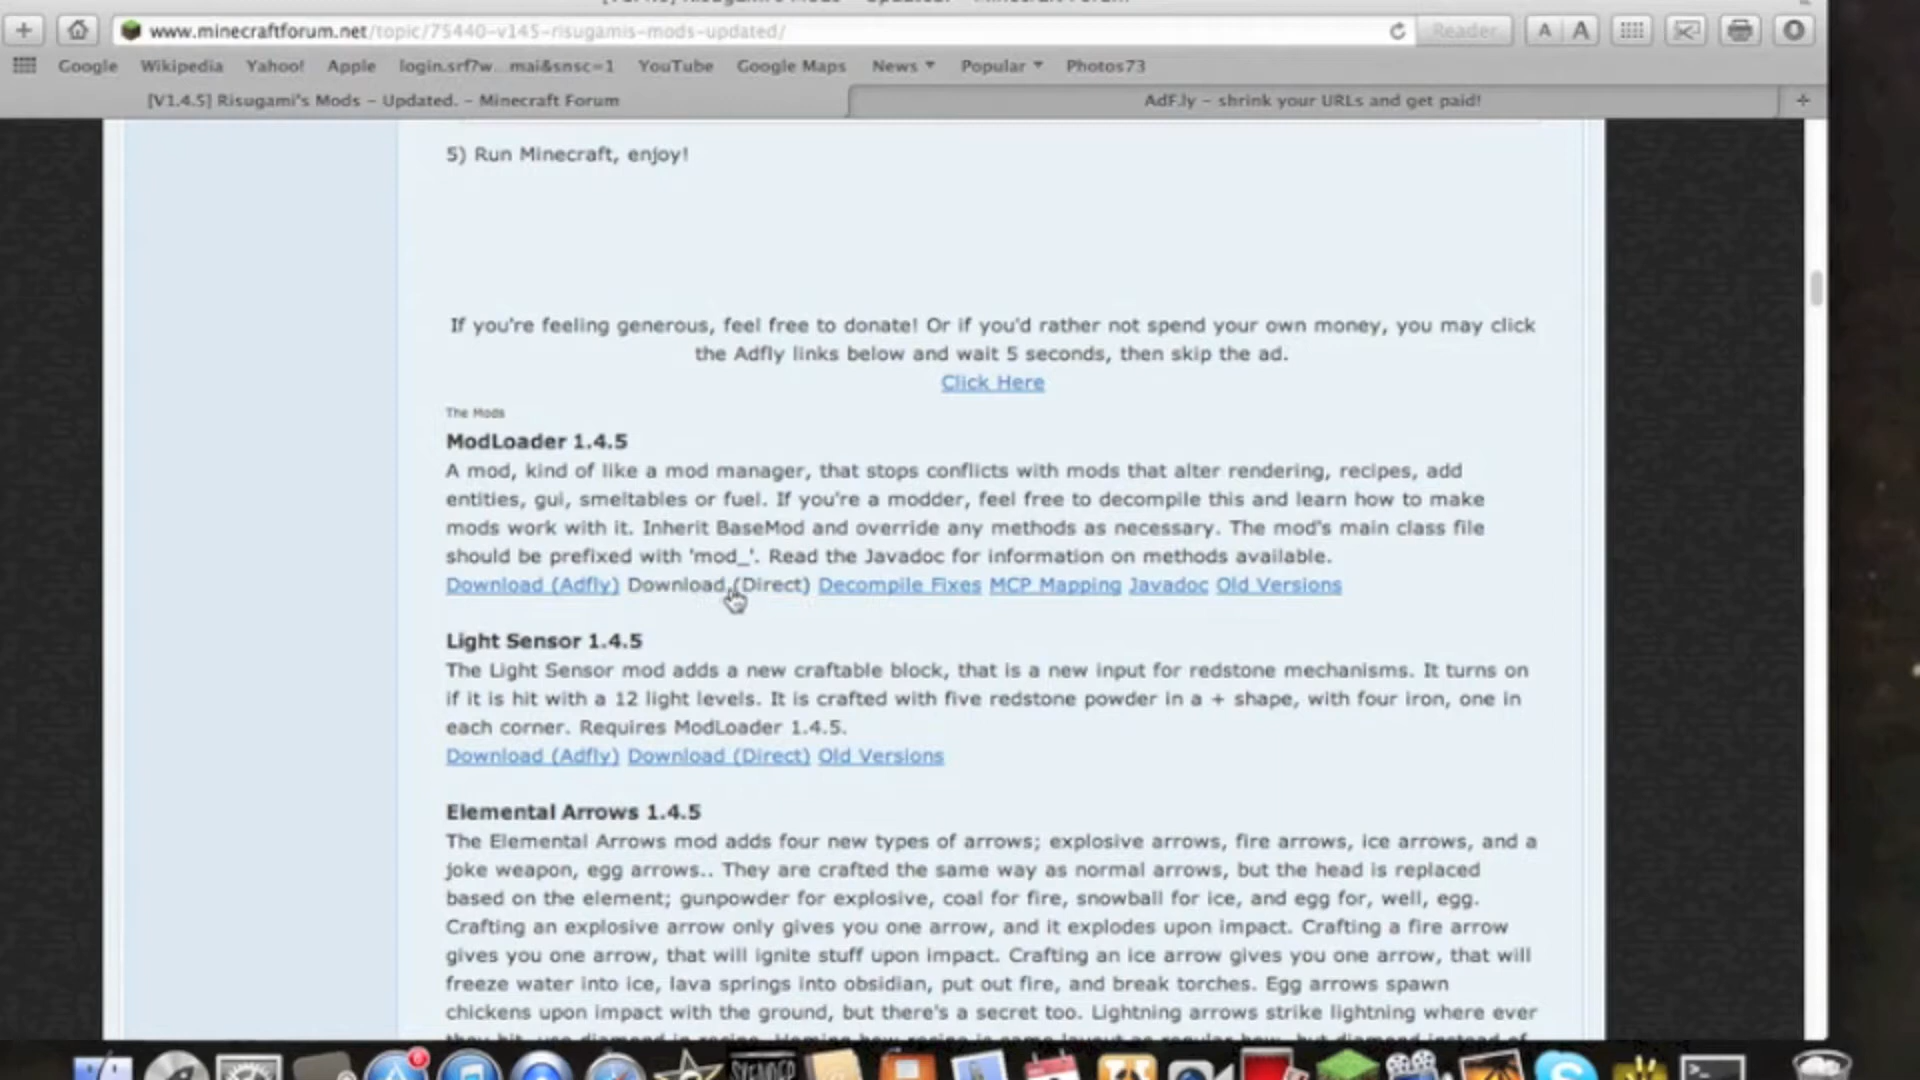 www.minecraftforum.net/topic/75440-v145-risugamis-mods-updated/
Reader
A A
Google Wikipedia Yahoo! Apple login.srf?w...mai&snsc=1 YouTube Google Maps News Popular Photos73
[V1.4.5] Risugami's Mods - Updated. - Minecraft Forum
AdF.ly - shrink your URLs and get paid!
5) Run Minecraft, enjoy!
If you're feeling generous, feel free to donate! Or if you'd rather not spend your own money, you may click
the Adfly links below and wait 5 seconds, then skip the ad.
Click Here
The Mods
ModLoader 1.4.5
A mod, kind of like a mod manager, that stops conflicts with mods that alter rendering, recipes, add
entities, gui, smeltables or fuel. If you're a modder, feel free to decompile this and learn how to make
mods work with it. Inherit BaseMod and override any methods as necessary. The mod's main class file
should be prefixed with 'mod_'. Read the Javadoc for information on methods available.
Download (Adfly) Download (Direct) Decompile Fixes MCP Mapping Javadoc Old Versions
Light Sensor 1.4.5
The Light Sensor mod adds a new craftable block, that is a new input for redstone mechanisms. It turns on
if it is hit with a 12 light levels. It is crafted with five redstone powder in a + shape, with four iron, one in
each corner. Requires ModLoader 1.4.5.
Download (Adfly) Download (Direct) Old Versions
Elemental Arrows 1.4.5
The Elemental Arrows mod adds four new types of arrows; explosive arrows, fire arrows, ice arrows, and a
joke weapon, egg arrows.. They are crafted the same way as normal arrows, but the head is replaced
based on the element; gunpowder for explosive, coal for fire, snowball for ice, and egg for, well, egg.
Crafting an explosive arrow only gives you one arrow, and it explodes upon impact. Crafting a fire arrow
gives you one arrow, that will ignite stuff upon impact. Crafting an ice arrow gives you one arrow, that will
freeze water into ice, lava springs into obsidian, put out fire, and break torches. Egg arrows spawn
chickens upon impact with the ground, but there's a secret too. Lightning arrows strike lightning where ever
SLENDER